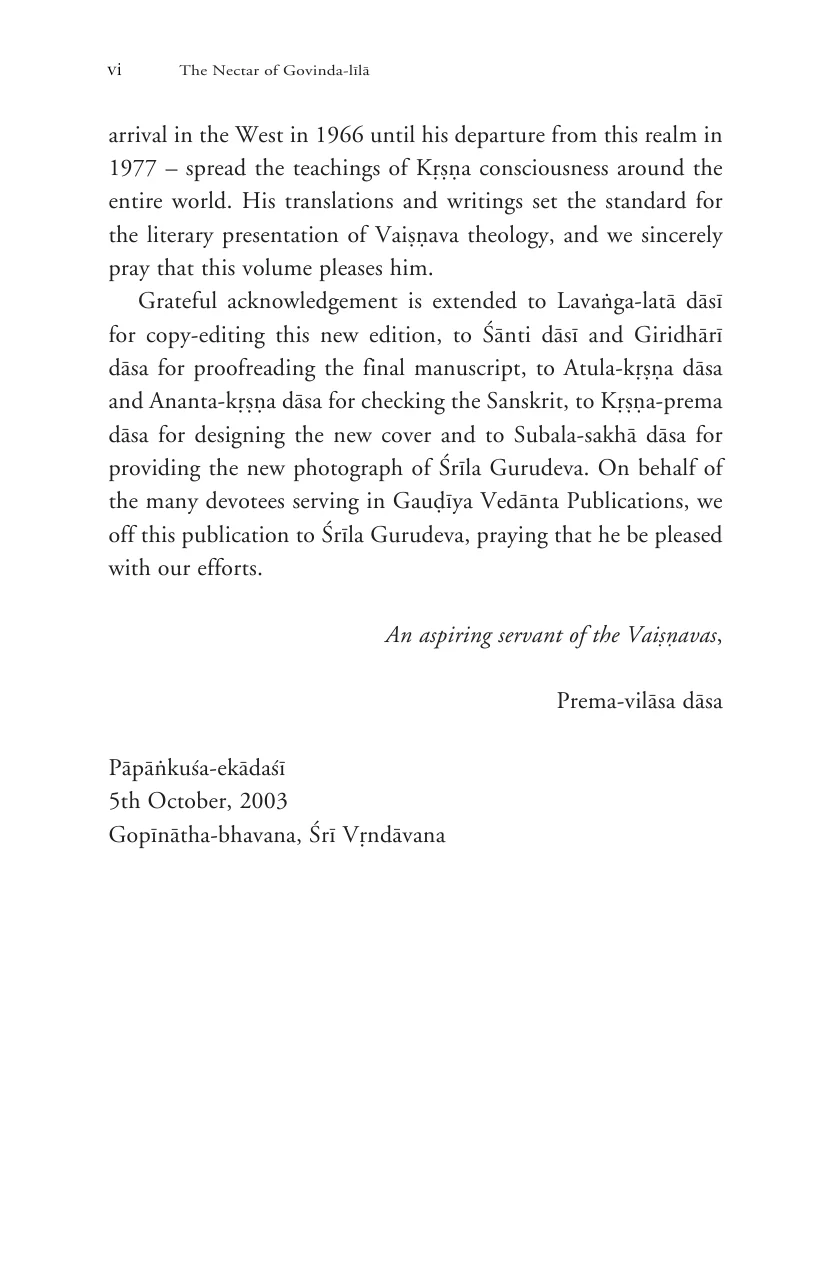 vi The Nectar of Govinda-līlā
arrival in the West in 1966 until his departure from this realm in
1977 – spread the teachings of Kṛṣṇa consciousness around the
entire world. His translations and writings set the standard for
the literary presentation of Vaiṣṇava theology, and we sincerely
pray that this volume pleases him.
Grateful acknowledgement is extended to Lavaṅga-latā dāsī
for copy-editing this new edition, to Śānti dāsī and Giridhārī
dāsa for proofreading the final manuscript, to Atula-kṛṣṇa dāsa
and Ananta-kṛṣṇa dāsa for checking the Sanskrit, to Kṛṣṇa-prema
dāsa for designing the new cover and to Subala-sakhā dāsa for
providing the new photograph of Śrīla Gurudeva. On behalf of
the many devotees serving in Gauḍīya Vedānta Publications, we
off this publication to Śrīla Gurudeva, praying that he be pleased
with our efforts.
An aspiring servant of the Vaiṣṇavas,
Prema-vilāsa dāsa
Pāpāṅkuśa-ekādaśī
5th October, 2003
Gopīnātha-bhavana, Śrī Vṛndāvana